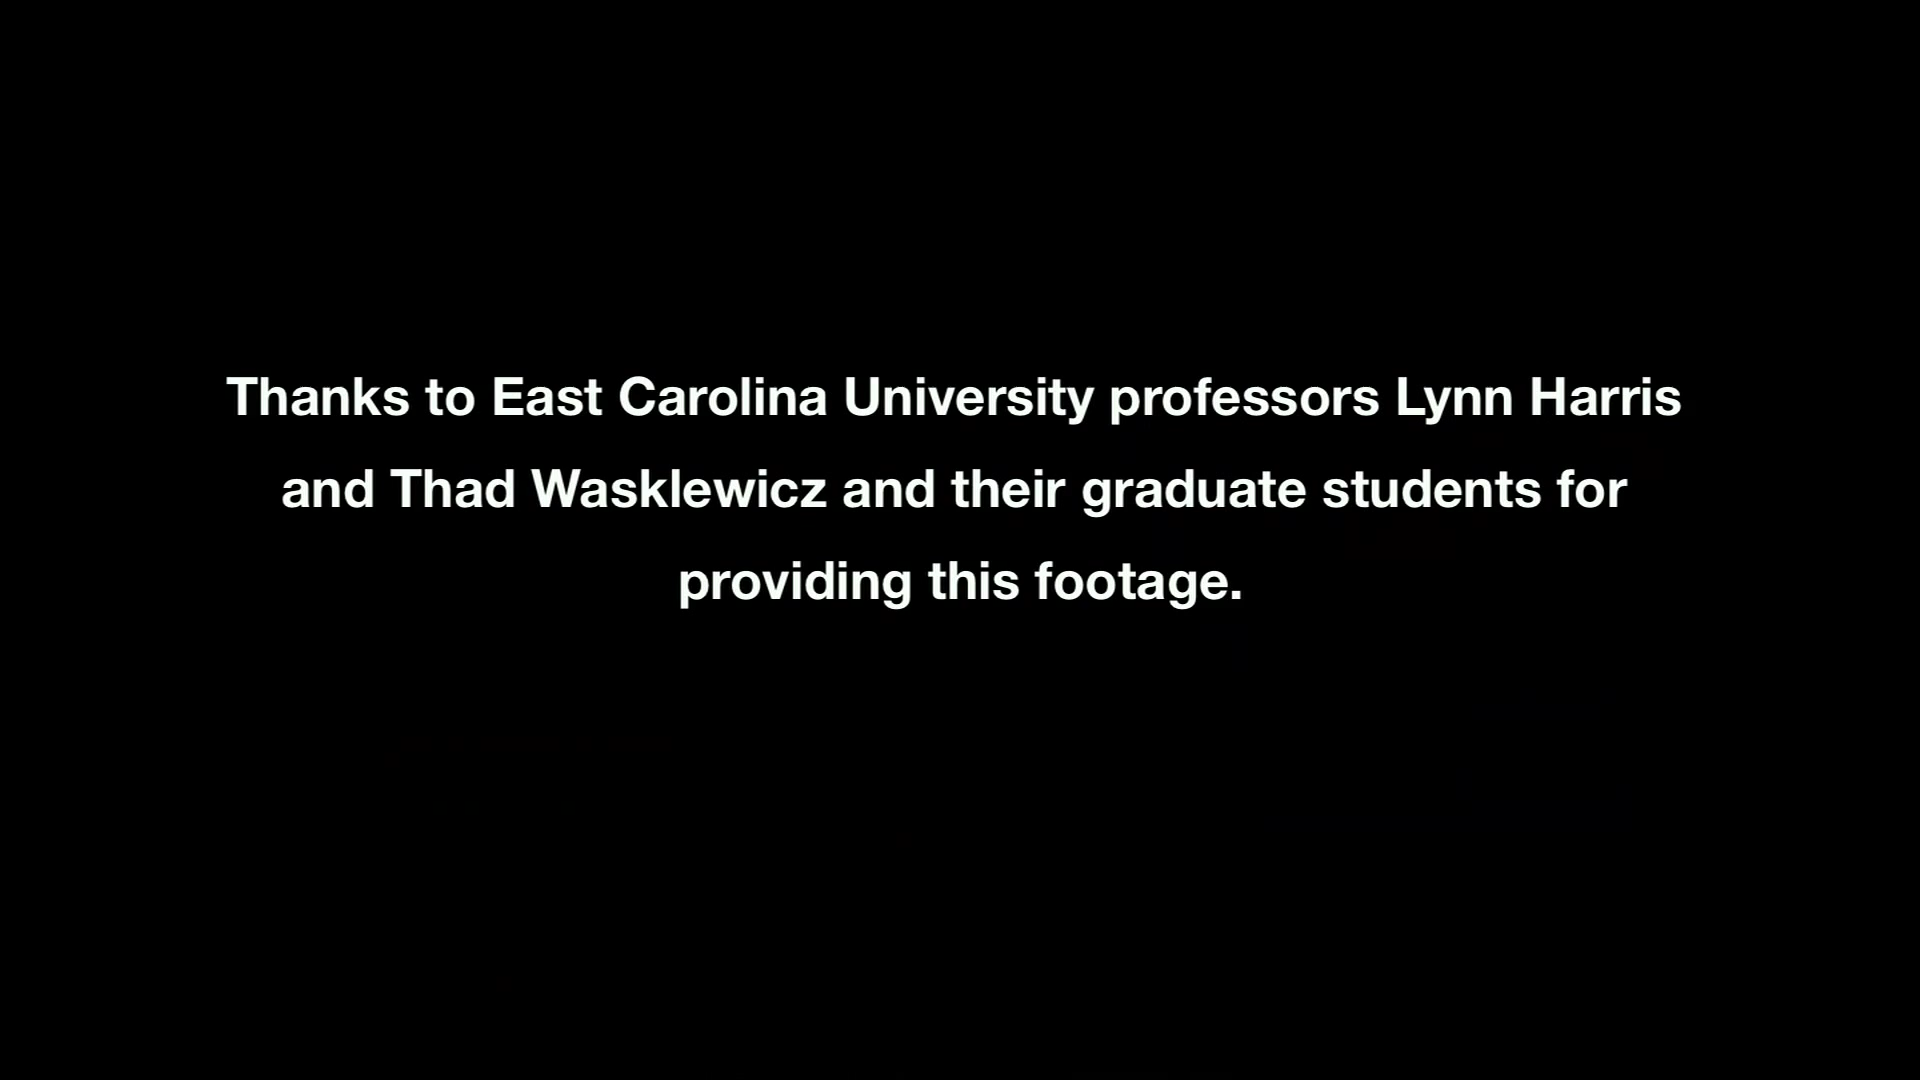 Thanks to East Carolina University professors Lynn Harris
and Thad Wasklewicz and their graduate students for
providing this footage.